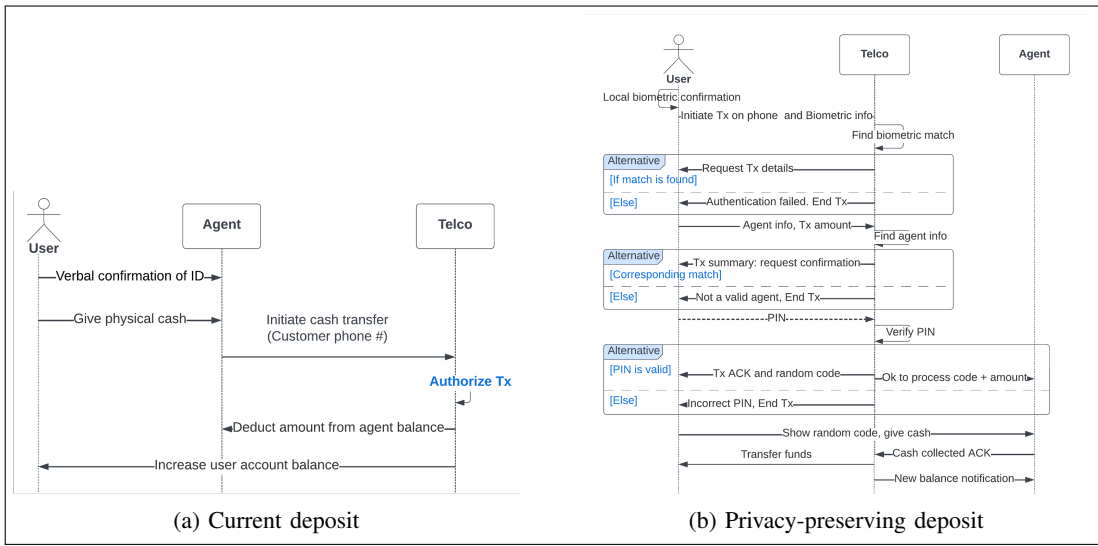 User
Agent
Telco
Verbal confirmation of ID
Give physical cash
Initiate cash transfer
(Customer phone #)
Authorize Tx
Deduct amount from agent balance
Increase user account balance
(a) Current deposit
User
Telco
Agent
Local biometric confirmation
Initiate Tx on phone and Biometric info
Find biometric match
Alternative
Request Tx details
[If match is found]
[Else]
Authentication failed. End Tx
Agent info, Tx amount
Find agent info
Alternative
Tx summary: request confirmation
[Corresponding match]
[Else]
Not a valid agent, End Tx
PIN
Verify PIN
Alternative
[PIN is valid]
Tx ACK and random code
Ok to process code + amount
[Else]
Incorrect PIN, End Tx
Show random code, give cash
Transfer funds
Cash collected ACK
New balance notification
(b) Privacy-preserving deposit